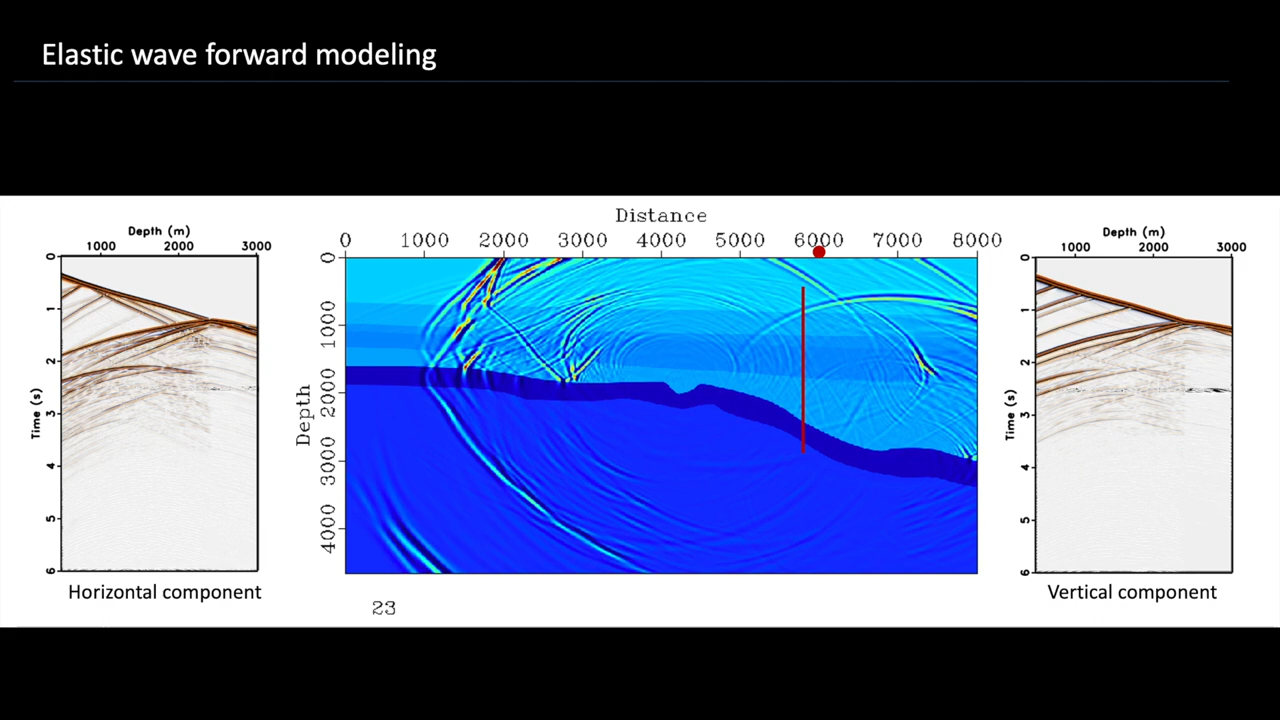 Elastic wave forward modeling
Depth (m)
1000 2000 3000
Time (s)
0
1
2
3
4
5
6
Horizontal component
Distance
0 1000 2000 3000 4000 5000 6000 7000 8000
Depth
0
1000
2000
3000
4000
23
Depth (m)
1000 2000 3000
Time (s)
0
1
2
3
4
5
6
Vertical component